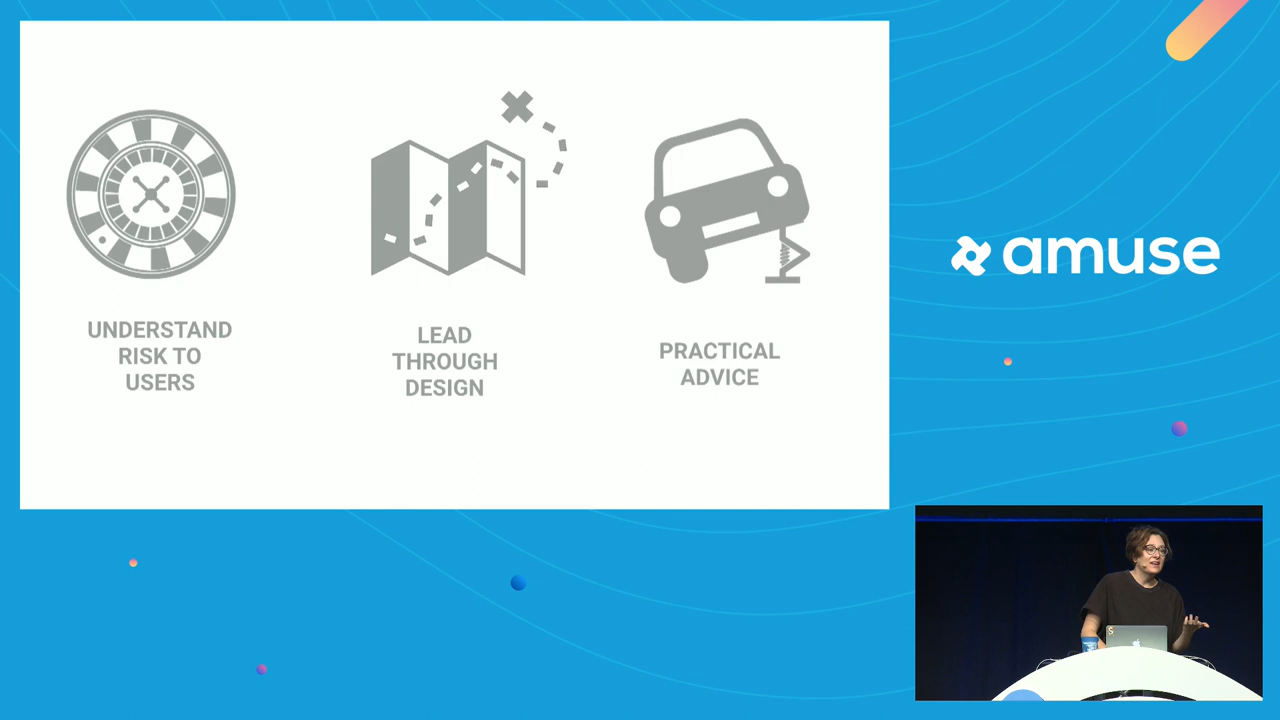 UNDERSTAND
RISK TO
USERS
LEAD
THROUGH
DESIGN
PRACTICAL
ADVICE
amuse
S